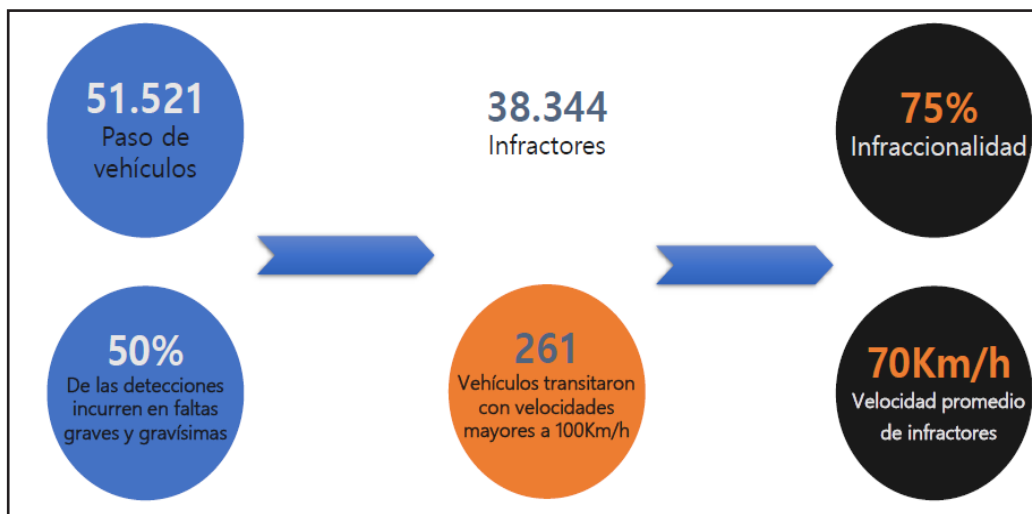 51.521
Paso de
vehículos
38.344
Infractores
75%
Infraccionalidad
50%
De las detecciones
incurren en faltas
graves y gravísimas
261
Vehículos transitaron
con velocidades
mayores a 100Km/h
70Km/h
Velocidad promedio
de infractores